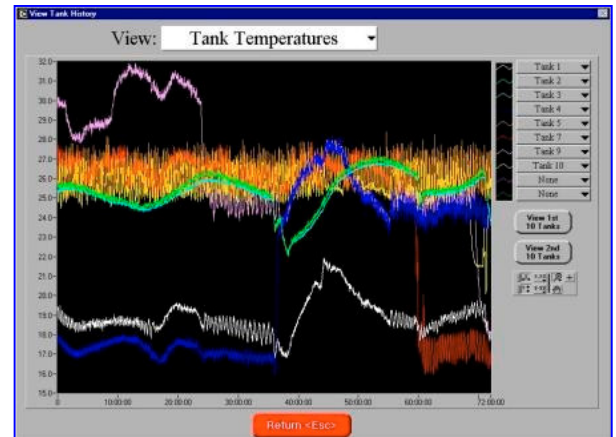 View Tank History
View: Tank Temperatures
32.0
31.0
30.0
29.0
28.0
27.0
26.0
25.0
24.0
23.0
22.0
21.0
20.0
19.0
18.0
17.0
16.0
15.0
0 10:00:00 20:00:00 30:00:00 40:00:00 50:00:00 60:00:00 72:00:00
Tank 1
Tank 2
Tank 3
Tank 4
Tank 5
Tank 7
Tank 9
Tank 10
None
None
View 1st
10 Tanks
View 2nd
10 Tanks
Return <Esc>